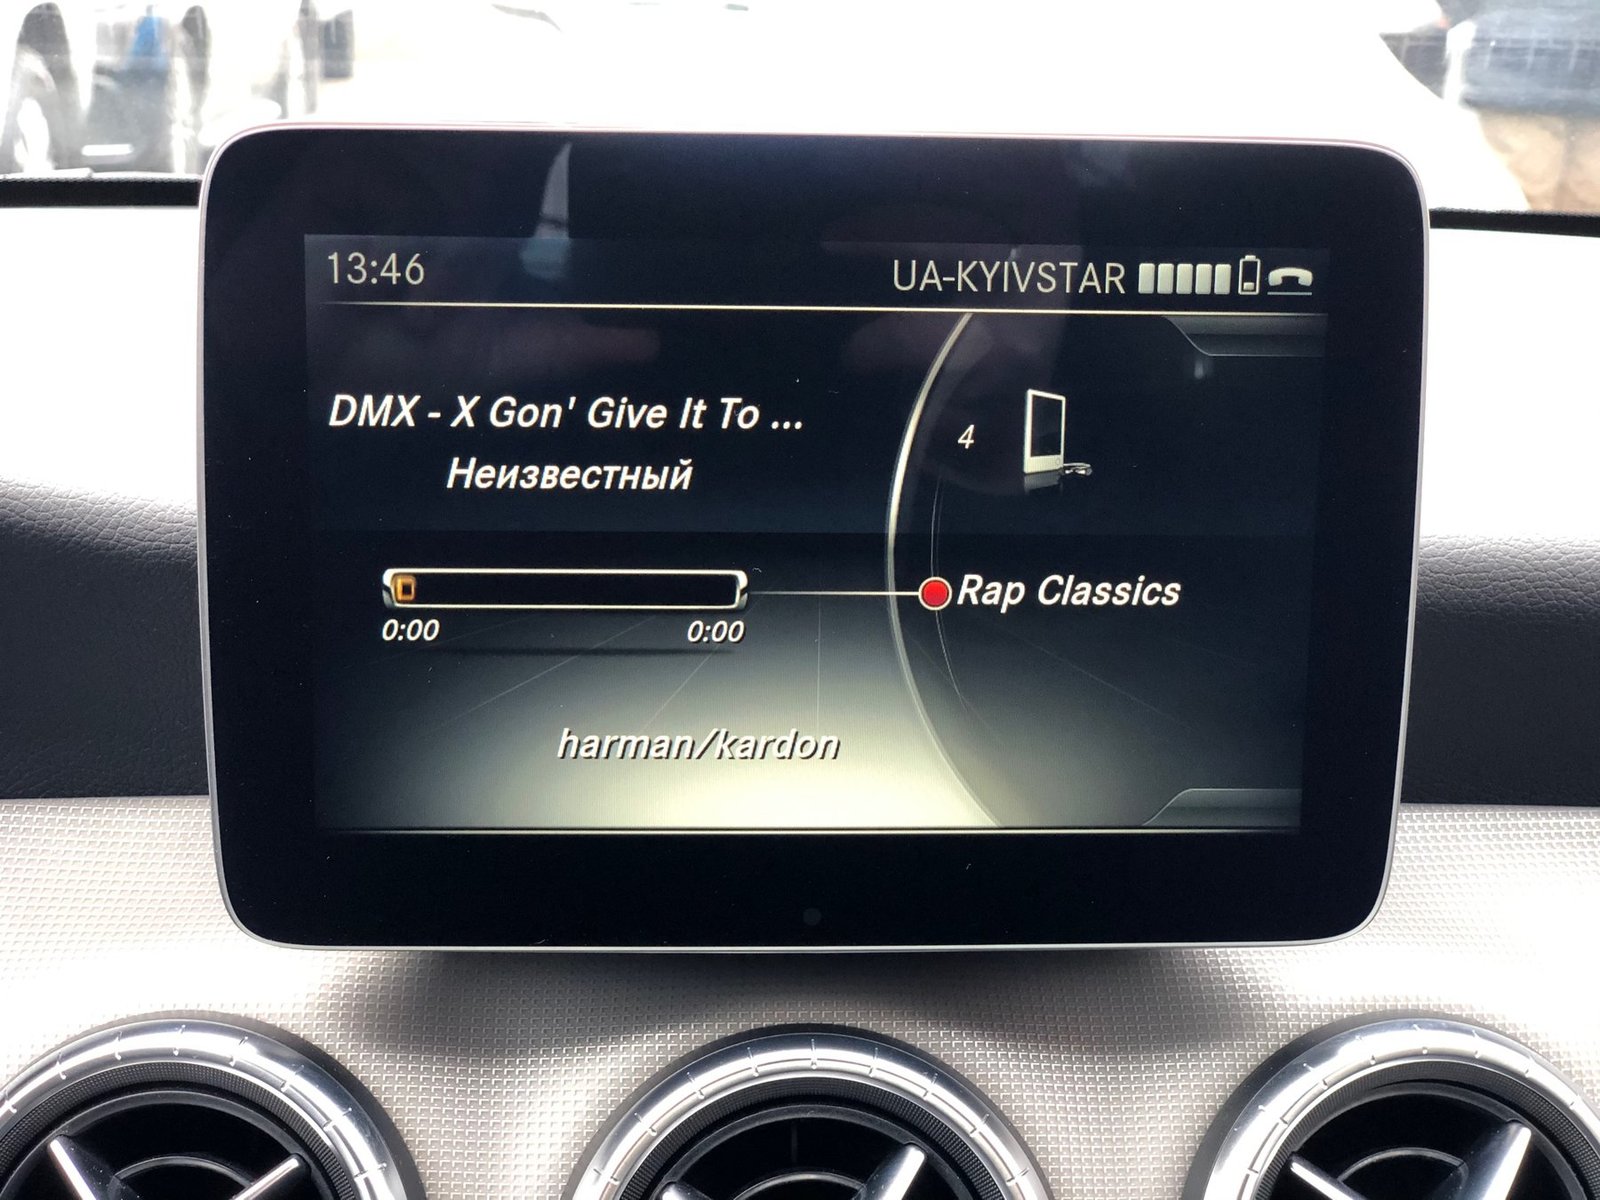 13:46 UA-KYIVSTAR
DMX - X Gon' Give It To ...
Неизвестный
4
Rap Classics
0:00 0:00
harman/kardon